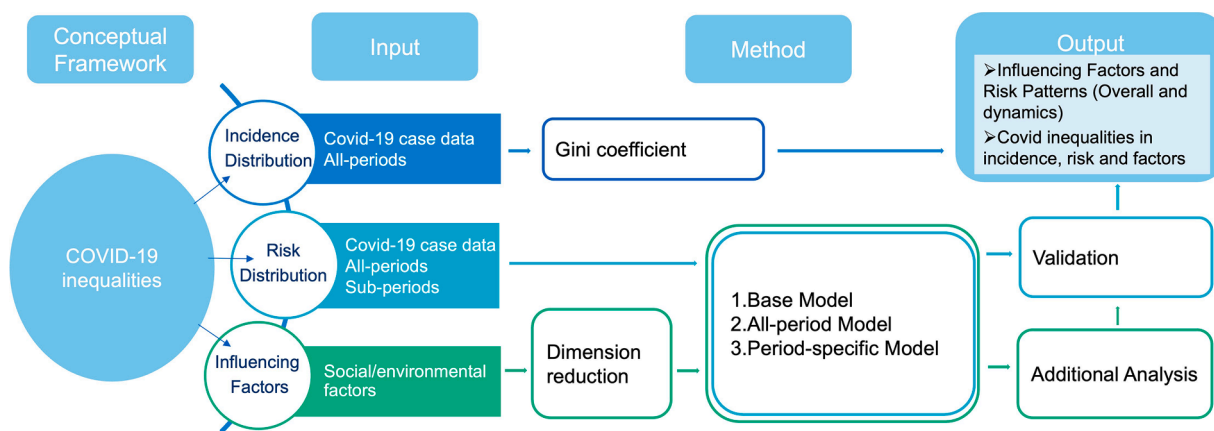 Conceptual
Framework
Input
Method
Output
➢Influencing Factors and
Risk Patterns (Overall and
dynamics)
➢Covid inequalities in
incidence, risk and factors
Incidence
Distribution
Covid-19 case data
All-periods
Gini coefficient
COVID-19
inequalities
Risk
Distribution
Covid-19 case data
All-periods
Sub-periods
1.Base Model
2.All-period Model
3.Period-specific Model
Validation
Influencing
Factors
Social/environmental
factors
Dimension
reduction
Additional Analysis